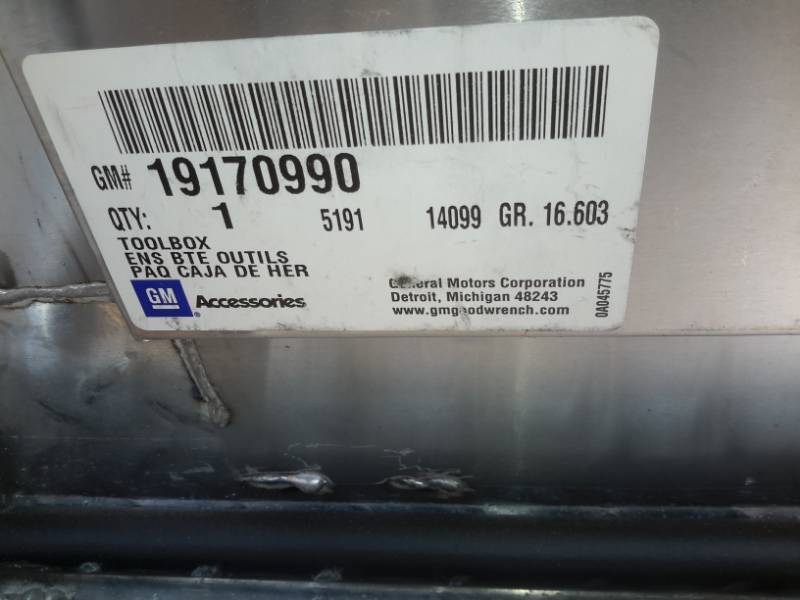 GM# 19170990
QTY: 1 5191 14099 GR. 16.603
TOOLBOX
ENS BTE OUTILS
PAQ CAJA DE HER
GM Accessories
General Motors Corporation
Detroit, Michigan 48243
www.gmgoodwrench.com
0A045775